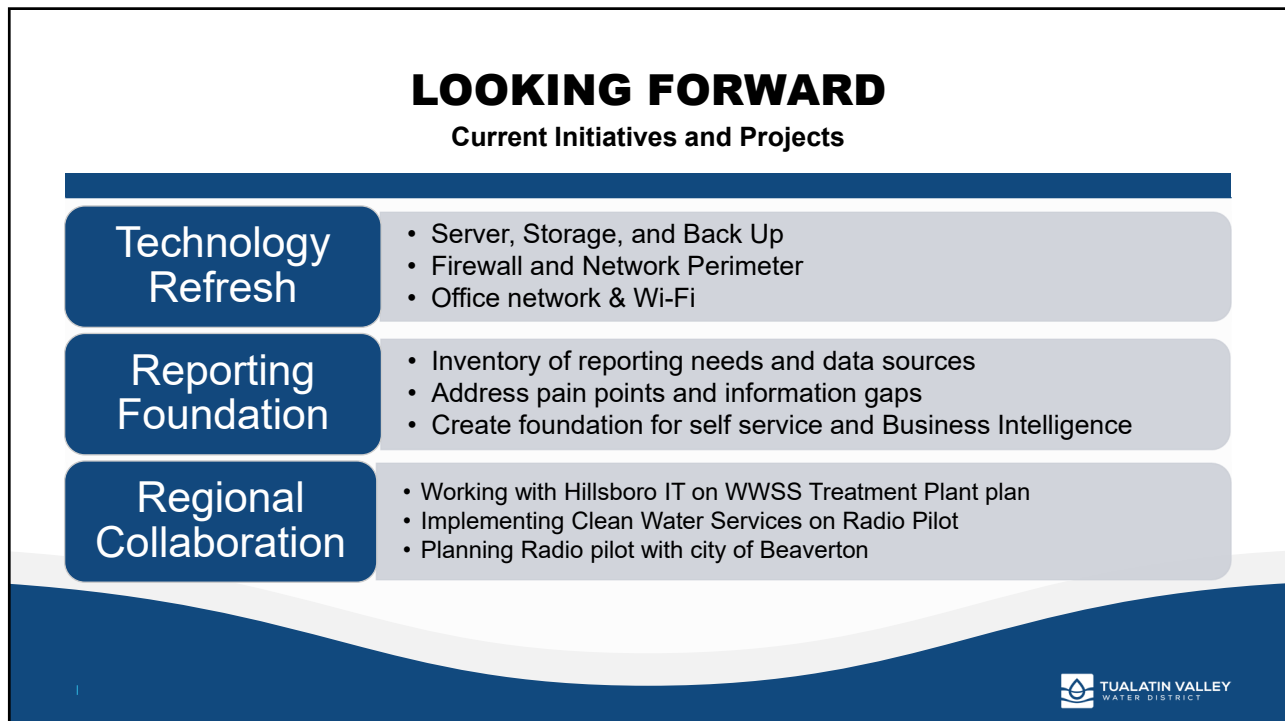 LOOKING FORWARD
Current Initiatives and Projects
Technology
Refresh
• Server, Storage, and Back Up
• Firewall and Network Perimeter
• Office network & Wi-Fi
Reporting
Foundation
• Inventory of reporting needs and data sources
• Address pain points and information gaps
• Create foundation for self service and Business Intelligence
Regional
Collaboration
• Working with Hillsboro IT on WWSS Treatment Plant plan
• Implementing Clean Water Services on Radio Pilot
• Planning Radio pilot with city of Beaverton
|
TUALATIN VALLEY
WATER DISTRICT